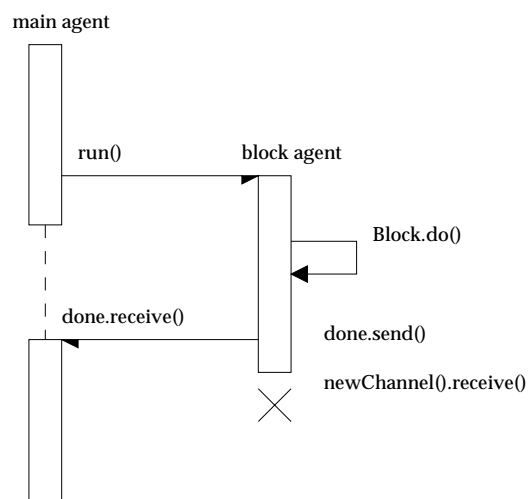 main agent
run()
block agent
Block.do()
done.receive()
done.send()
newChannel().receive()